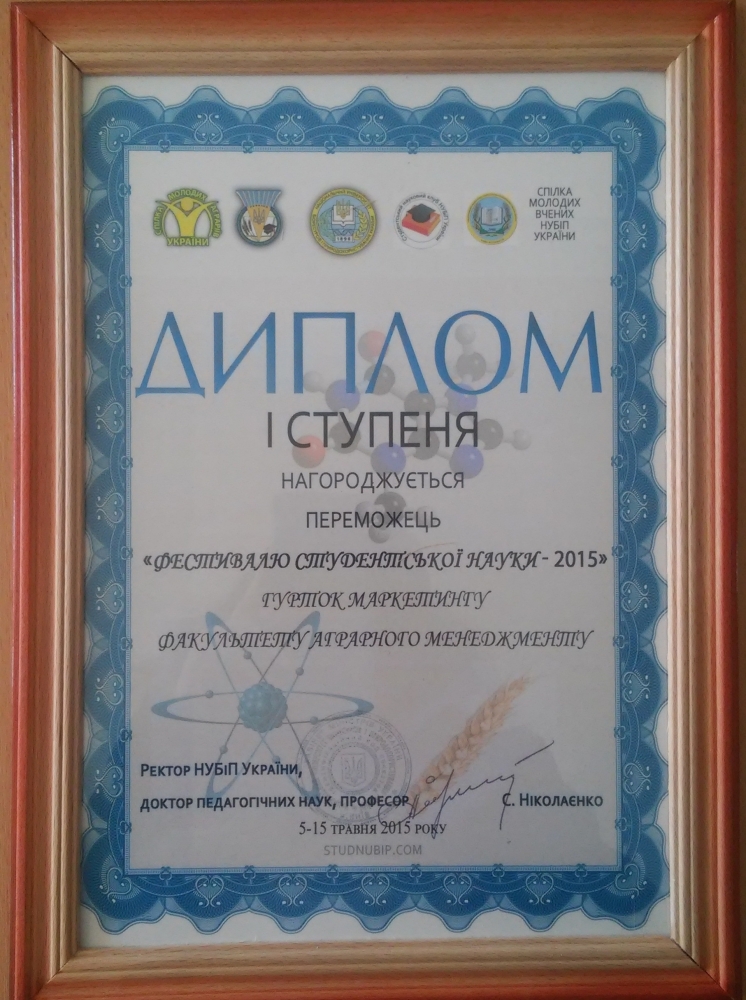 СПІЛКА
МОЛОДИХ
ВЧЕНИХ
НУБІП
УКРАЇНИ
УКРАЇНИ
ДИПЛОМ
І СТУПЕНЯ
НАГОРОДЖУЄТЬСЯ
ПЕРЕМОЖЕЦЬ
«ФЕСТИВАЛЮ СТУДЕНТСЬКОЇ НАУКИ - 2015»
ГУРТОК МАРКЕТИНГУ
ФАКУЛЬТЕТУ АГРАРНОГО МЕНЕДЖМЕНТУ
РЕКТОР НУБіП УКРАЇНИ,
ДОКТОР ПЕДАГОГІЧНИХ НАУК, ПРОФЕСОР С. НІКОЛАЄНКО
5-15 ТРАВНЯ 2015 РОКУ
STUDNUBIP.COM